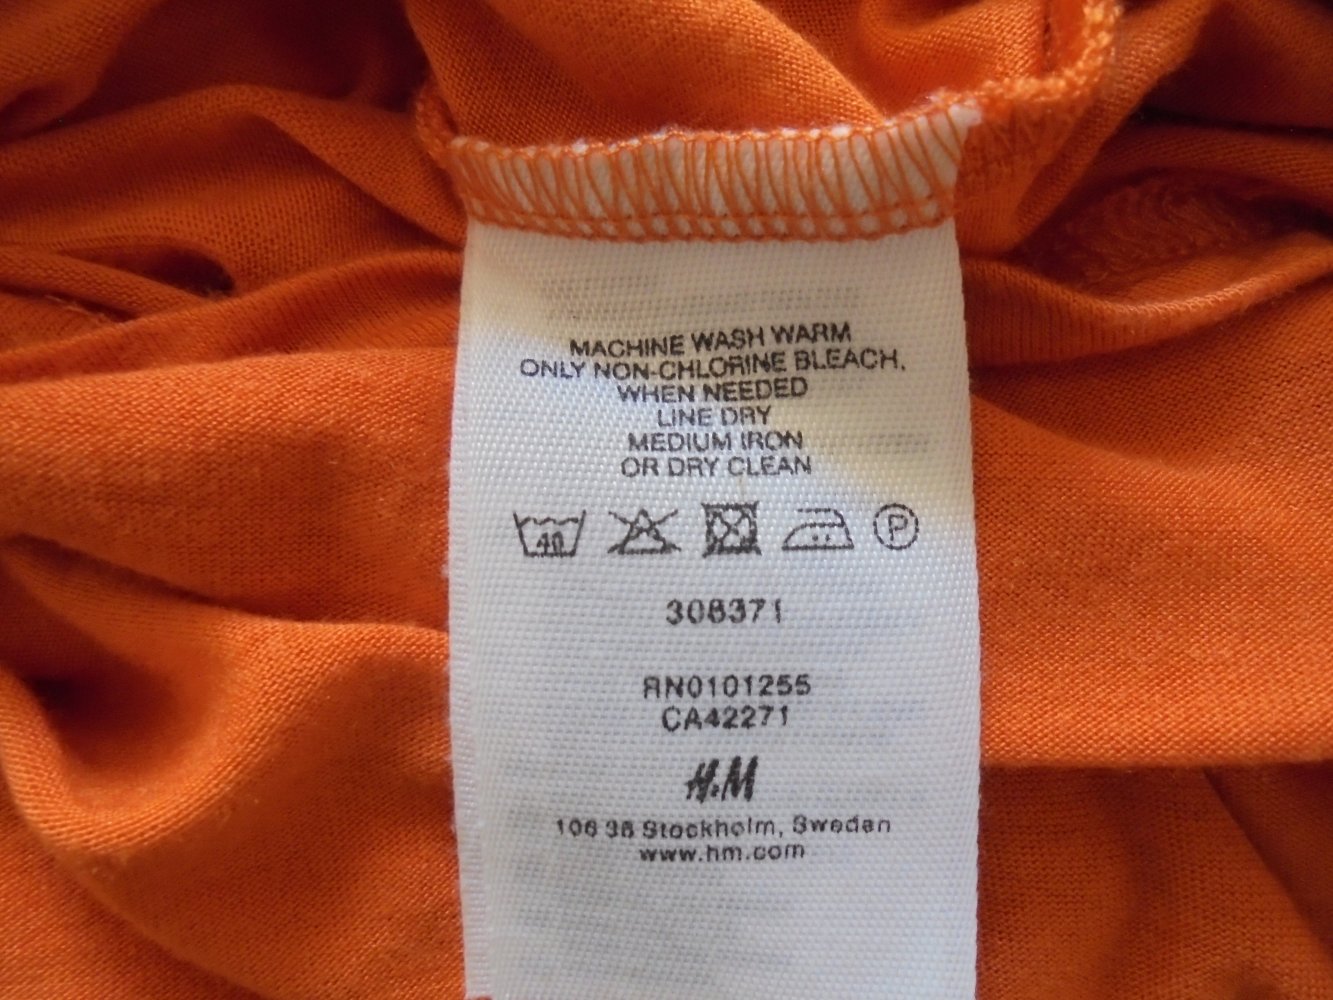 MACHINE WASH WARM
ONLY NON-CHLORINE BLEACH,
WHEN NEEDED
LINE DRY
MEDIUM IRON
OR DRY CLEAN
40 P
308371
RN0101255
CA42271
H&M
106 38 Stockholm, Sweden
www.hm.com